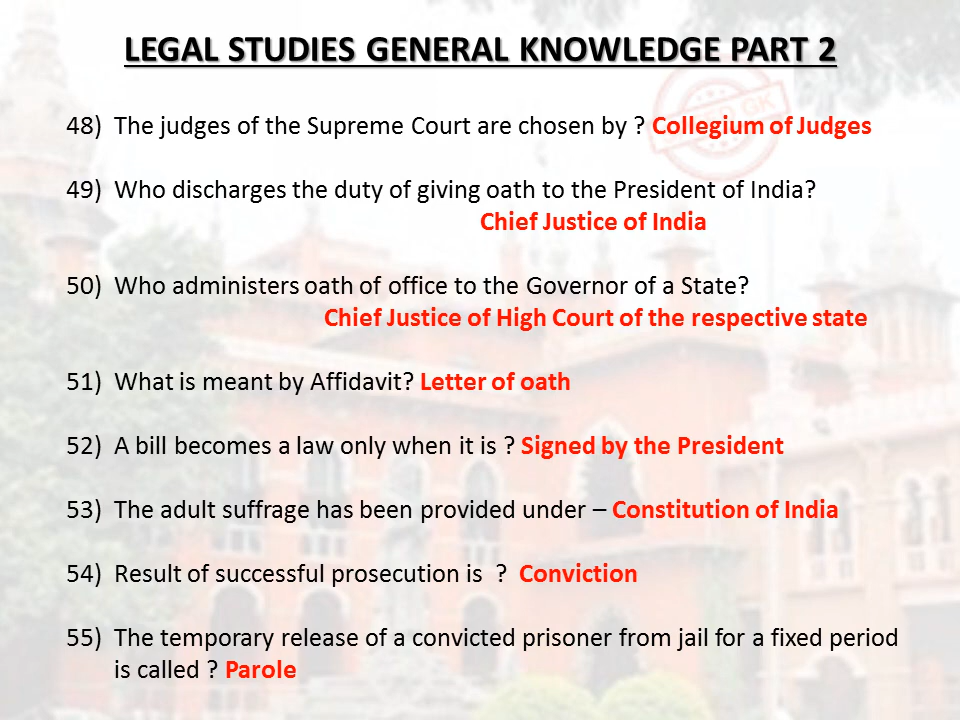 LEGAL STUDIES GENERAL KNOWLEDGE PART 2
48) The judges of the Supreme Court are chosen by ? Collegium of Judges
49) Who discharges the duty of giving oath to the President of India?
Chief Justice of India
50) Who administers oath of office to the Governor of a State?
Chief Justice of High Court of the respective state
51) What is meant by Affidavit? Letter of oath
52) A bill becomes a law only when it is ? Signed by the President
53) The adult suffrage has been provided under – Constitution of India
54) Result of successful prosecution is ? Conviction
55) The temporary release of a convicted prisoner from jail for a fixed period
is called ? Parole